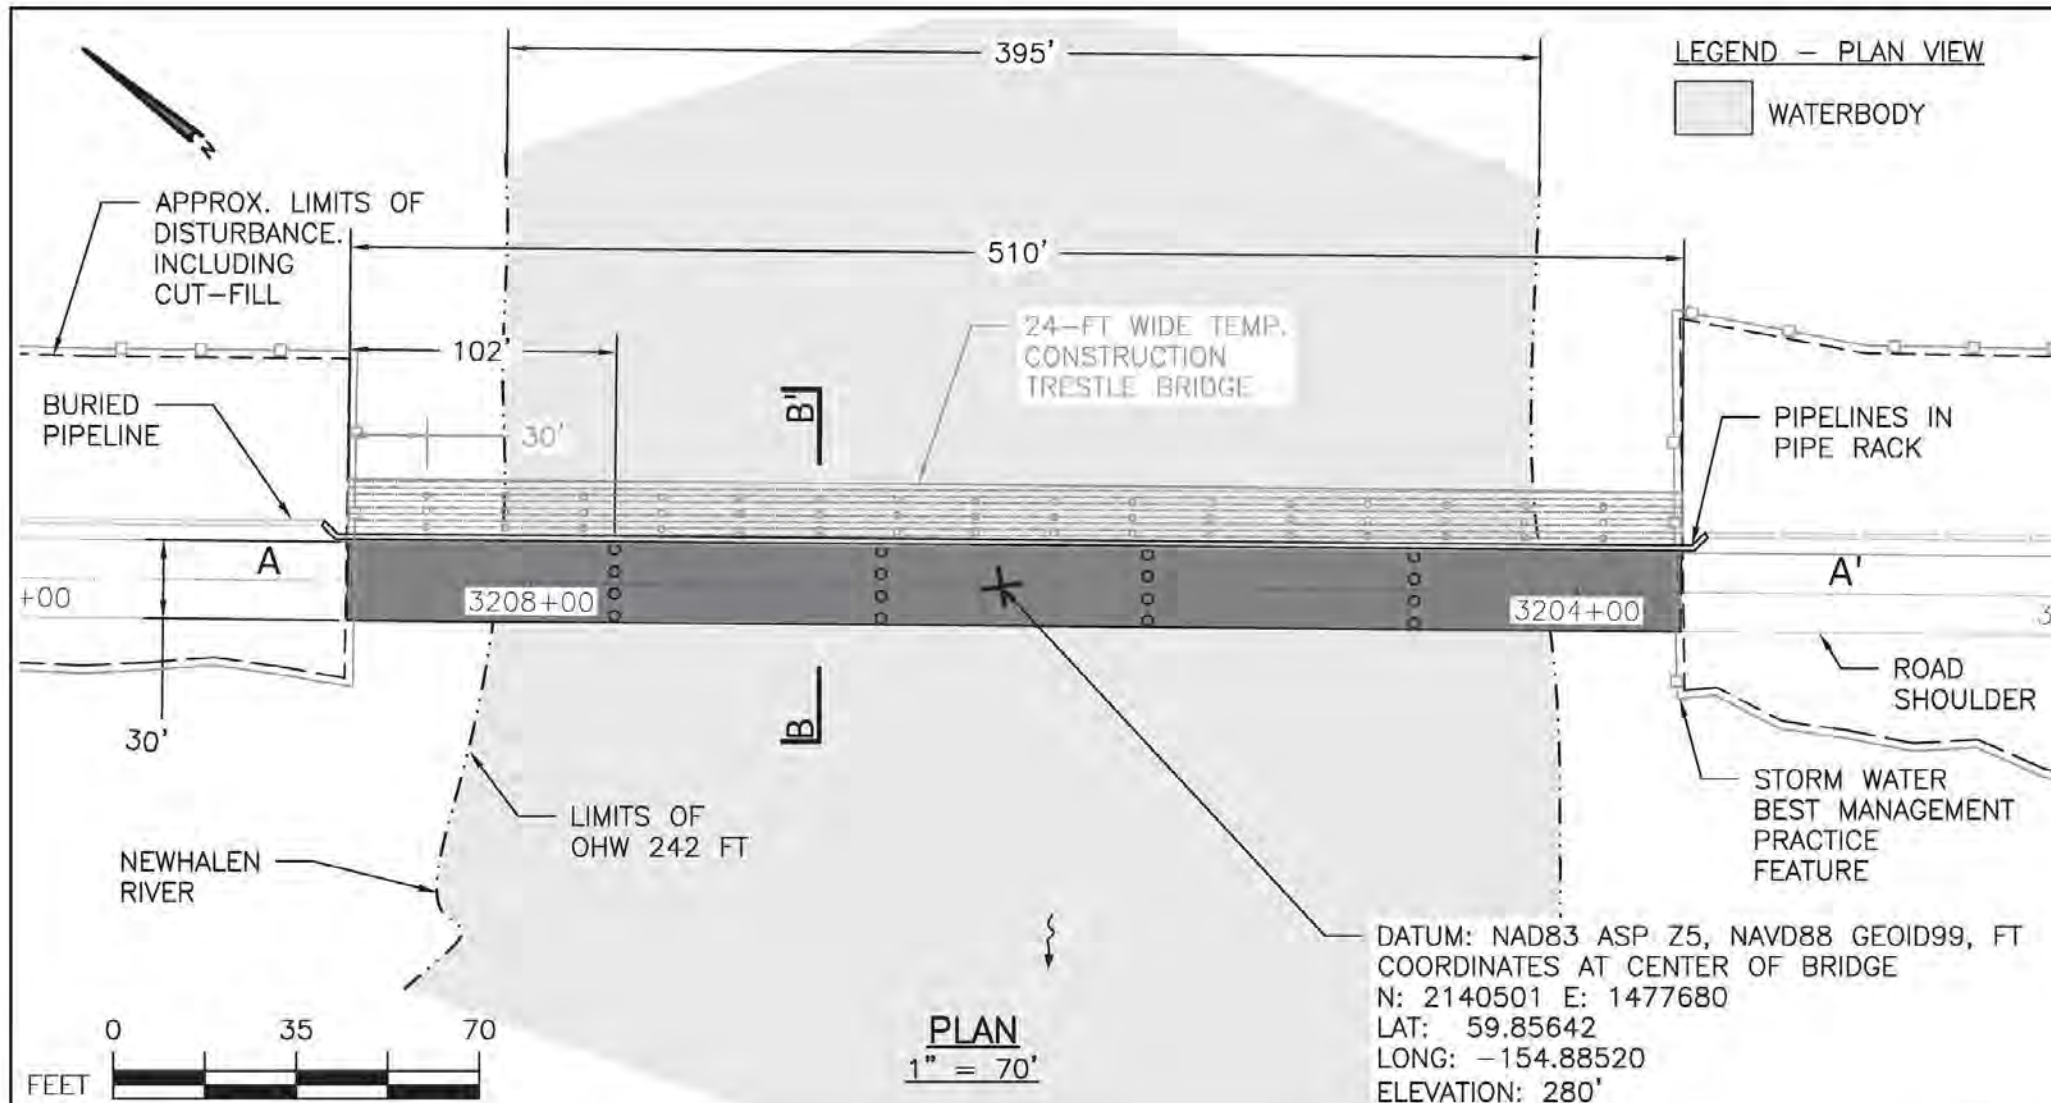 395'
LEGEND – PLAN VIEW
WATERBODY
N
APPROX. LIMITS OF
DISTURBANCE.
INCLUDING
CUT–FILL
510'
24–FT WIDE TEMP.
CONSTRUCTION
TRESTLE BRIDGE
102'
BURIED
PIPELINE
B'
30'
PIPELINES IN
PIPE RACK
A
A'
+00
3208+00
3204+00
3
ROAD
SHOULDER
B
30'
STORM WATER
BEST MANAGEMENT
PRACTICE
FEATURE
LIMITS OF
OHW 242 FT
NEWHALEN
RIVER
DATUM: NAD83 ASP Z5, NAVD88 GEOID99, FT
COORDINATES AT CENTER OF BRIDGE
N: 2140501 E: 1477680
LAT: 59.85642
LONG: –154.88520
ELEVATION: 280'
0 35 70
FEET
PLAN
1" = 70'